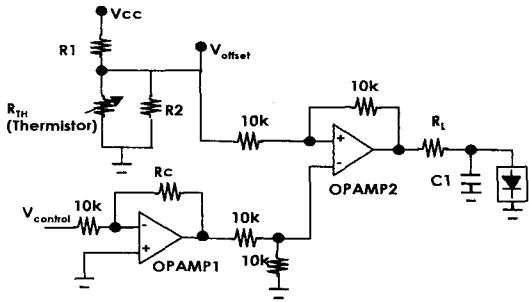 Vcc
R1
Voffset
RTH
(Thermistor)
R2
10k
10k
RL
C1
OPAMP2
Rc
10k
Vcontrol
10k
OPAMP1
10k